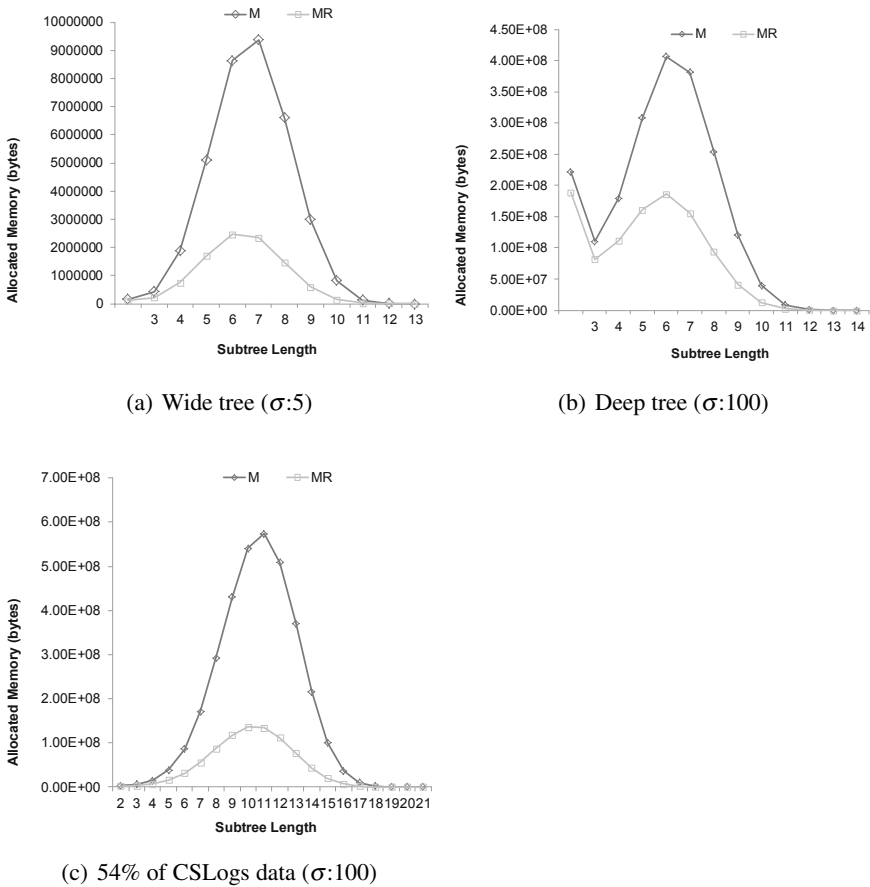 M MR
10000000
9000000
8000000
7000000
6000000
5000000
4000000
3000000
2000000
1000000
0
Allocated Memory (bytes)
3 4 5 6 7 8 9 10 11 12 13
Subtree Length
(a) Wide tree (σ:5)
M MR
4.50E+08
4.00E+08
3.50E+08
3.00E+08
2.50E+08
2.00E+08
1.50E+08
1.00E+08
5.00E+07
0.00E+00
Allocated Memory (bytes)
3 4 5 6 7 8 9 10 11 12 13 14
Subtree Length
(b) Deep tree (σ:100)
M MR
7.00E+08
6.00E+08
5.00E+08
4.00E+08
3.00E+08
2.00E+08
1.00E+08
0.00E+00
Allocated Memory (bytes)
2 3 4 5 6 7 8 9 10 11 12 13 14 15 16 17 18 19 20 21
Subtree Length
(c) 54% of CSLogs data (σ:100)